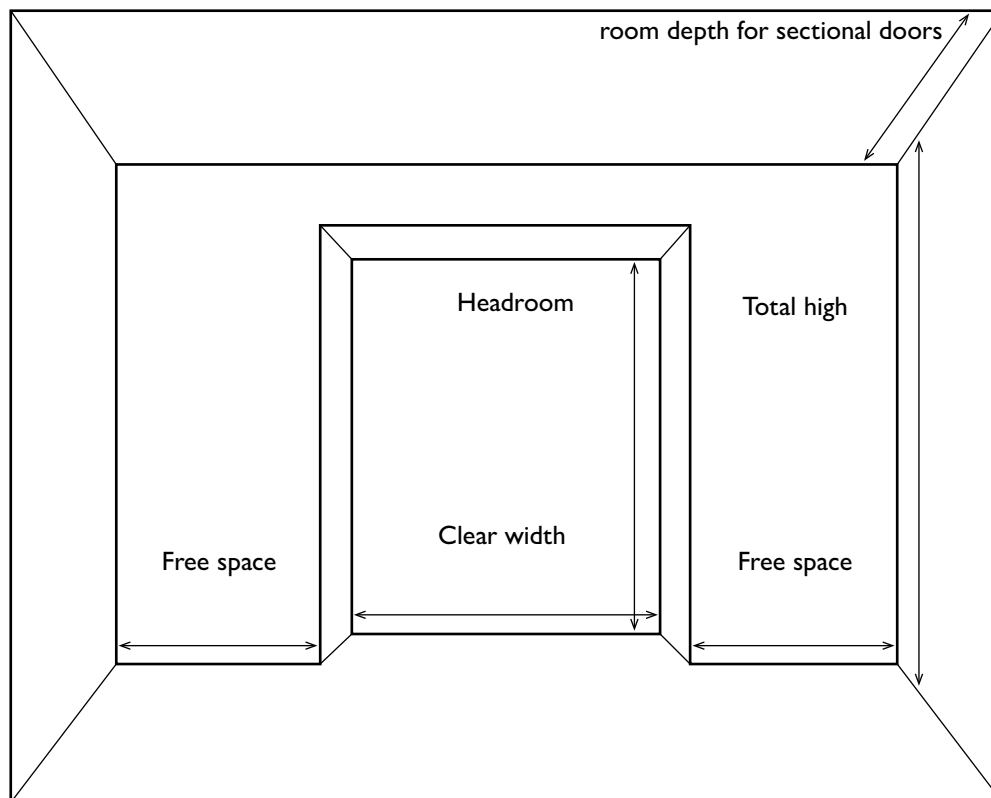 room depth for sectional doors
Headroom
Total high
Clear width
Free space
Free space